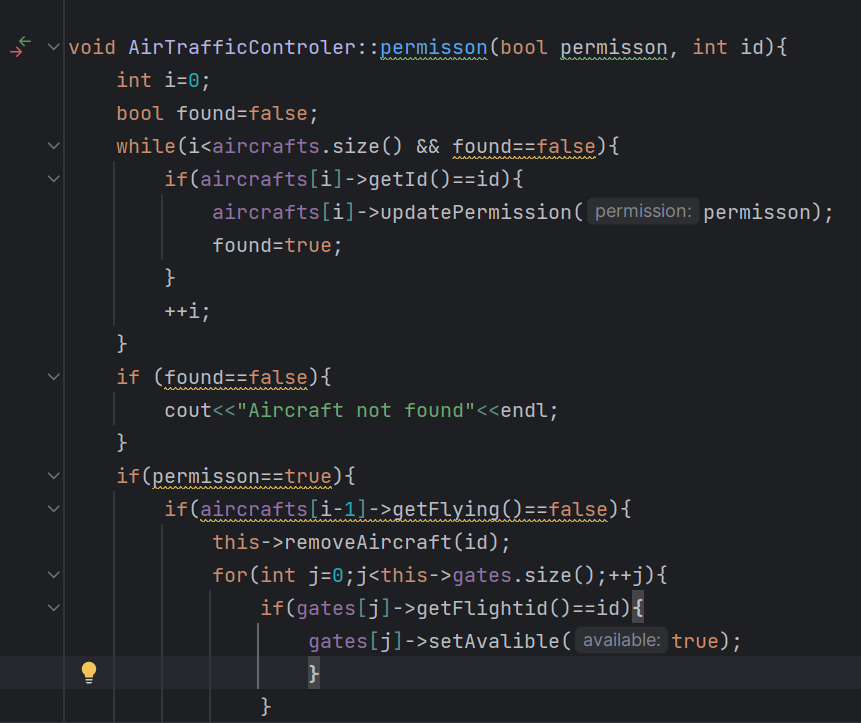 void AirTrafficControler::permisson(bool permisson, int id){
    int i=0;
    bool found=false;
    while(i<aircrafts.size() && found==false){
        if(aircrafts[i]->getId()==id){
            aircrafts[i]->updatePermission( permission: permisson);
            found=true;
        }
        ++i;
    }
    if (found==false){
        cout<<"Aircraft not found"<<endl;
    }
    if(permisson==true){
        if(aircrafts[i-1]->getFlying()==false){
            this->removeAircraft(id);
            for(int j=0;j<this->gates.size();++j){
                if(gates[j]->getFlightid()==id){
                    gates[j]->setAvalible( available: true);
                    }
                }